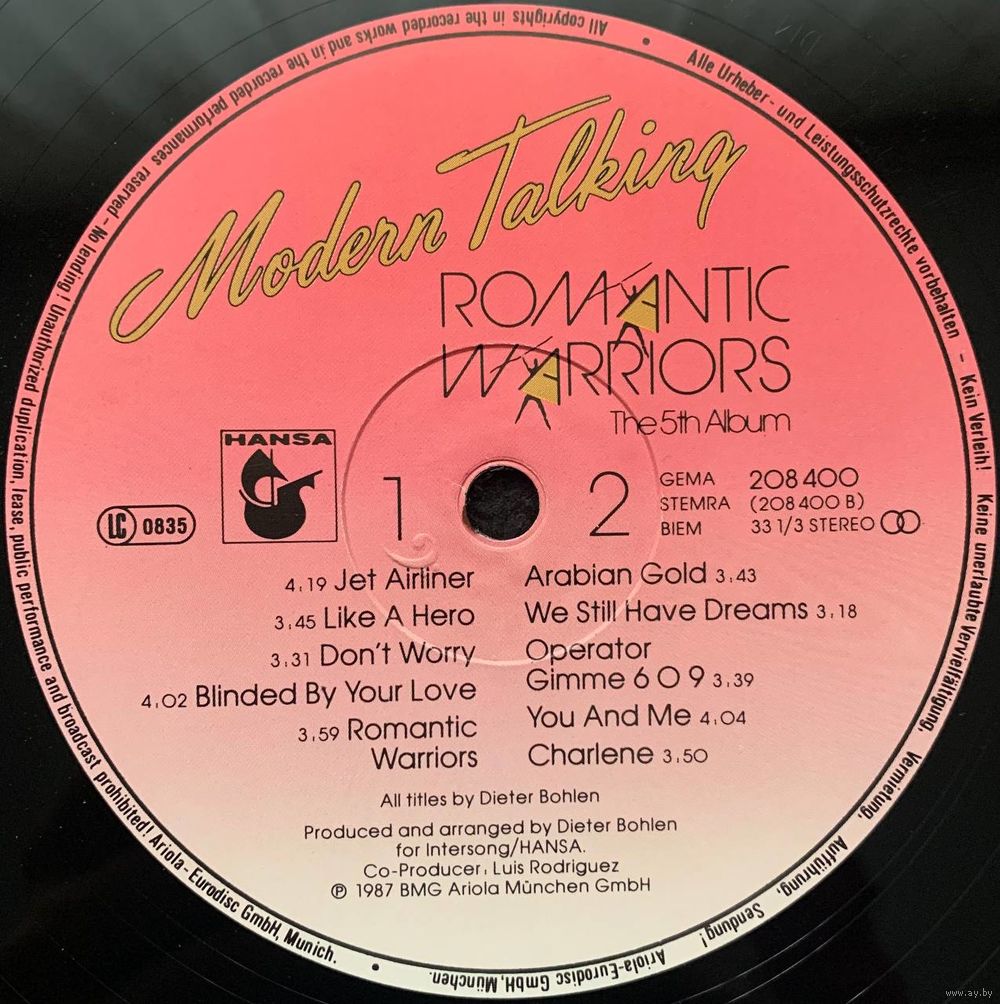 Alle Urheber- und Leistungsschutzrechte vorbehalten - Kein Verleih! Keine unerlaubte Vervielfältigung, Vermietung, Aufführung, Sendung! Ariola-Eurodisc GmbH, München.
All copyrights in the recorded works and in the recorded performances reserved - No lending! Unauthorized duplication, lease, public performance and broadcast prohibited! Ariola-Eurodisc GmbH, Munich.
Modern Talking
ROMANTIC
WARRIORS
The 5th Album
HANSA
LC 0835
1
2
GEMA 208 400
STEMRA (208 400 B)
BIEM 33 1/3 STEREO
4.19 Jet Airliner
3.45 Like A Hero
3.31 Don't Worry
4.02 Blinded By Your Love
3.59 Romantic
Warriors
Arabian Gold 3.43
We Still Have Dreams 3.18
Operator
Gimme 6 0 9 3.39
You And Me 4.04
Charlene 3.50
All titles by Dieter Bohlen
Produced and arranged by Dieter Bohlen
for Intersong/HANSA.
Co-Producer: Luis Rodriguez
℗ 1987 BMG Ariola München GmbH
www.ay.by